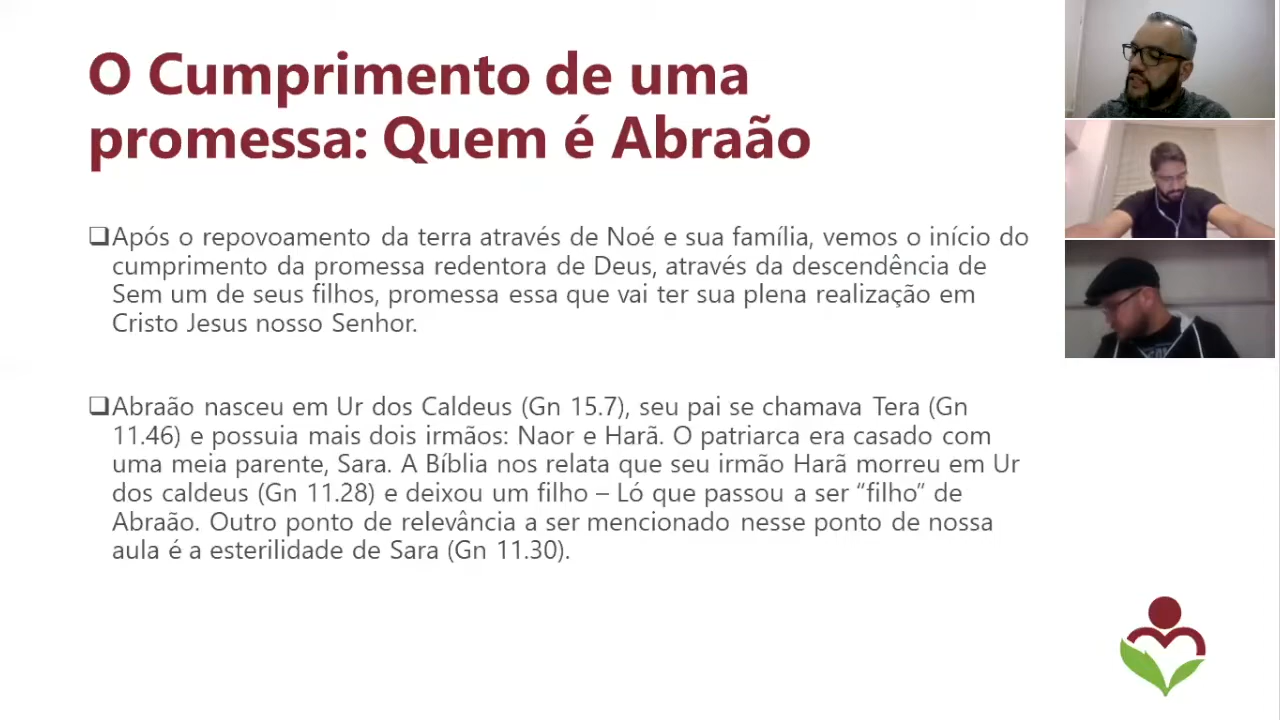 O Cumprimento de uma
promessa: Quem é Abraão
❑Após o repovoamento da terra através de Noé e sua família, vemos o início do
cumprimento da promessa redentora de Deus, através da descendência de
Sem um de seus filhos, promessa essa que vai ter sua plena realização em
Cristo Jesus nosso Senhor.
❑Abraão nasceu em Ur dos Caldeus (Gn 15.7), seu pai se chamava Tera (Gn
11.46) e possuia mais dois irmãos: Naor e Harã. O patriarca era casado com
uma meia parente, Sara. A Bíblia nos relata que seu irmão Harã morreu em Ur
dos caldeus (Gn 11.28) e deixou um filho – Ló que passou a ser “filho” de
Abraão. Outro ponto de relevância a ser mencionado nesse ponto de nossa
aula é a esterilidade de Sara (Gn 11.30).